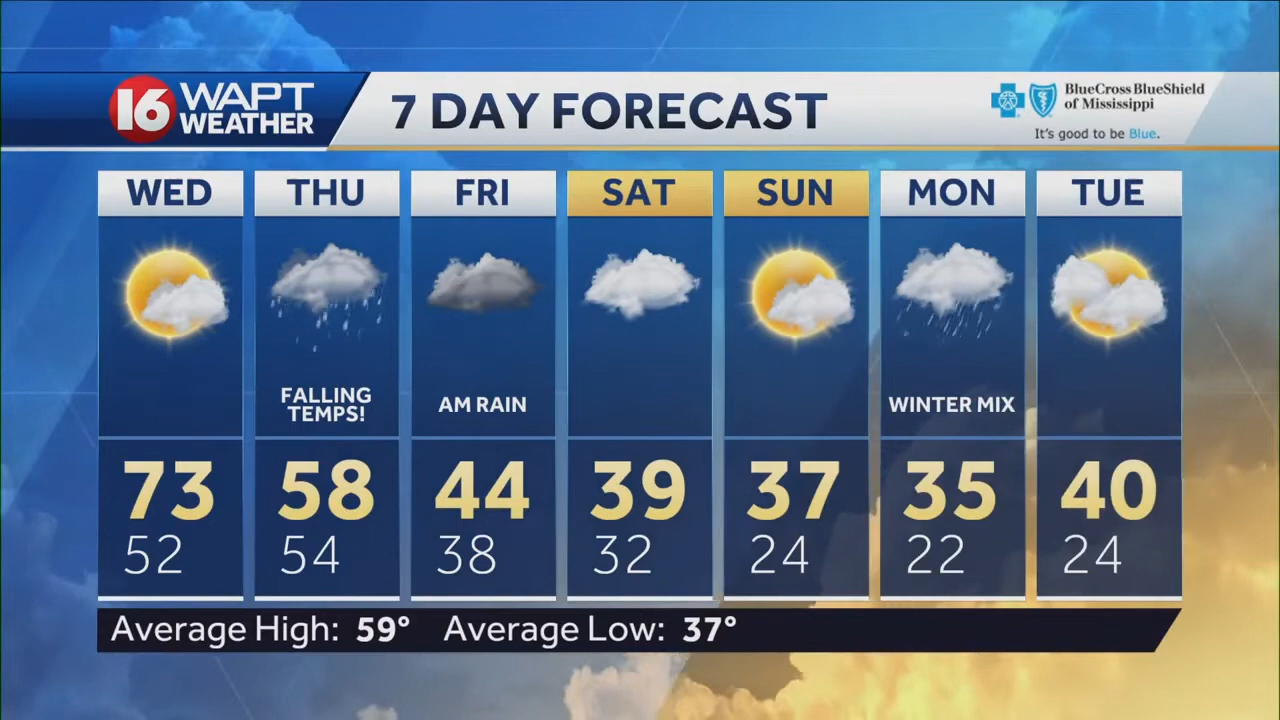 16 WAPT
WEATHER
7 DAY FORECAST
BlueCross BlueShield
of Mississippi
It's good to be Blue.
WED THU FRI SAT SUN MON TUE
FALLING
TEMPS!
AM RAIN
WINTER MIX
73 58 44 39 37 35 40
52 54 38 32 24 22 24
Average High: 59° Average Low: 37°